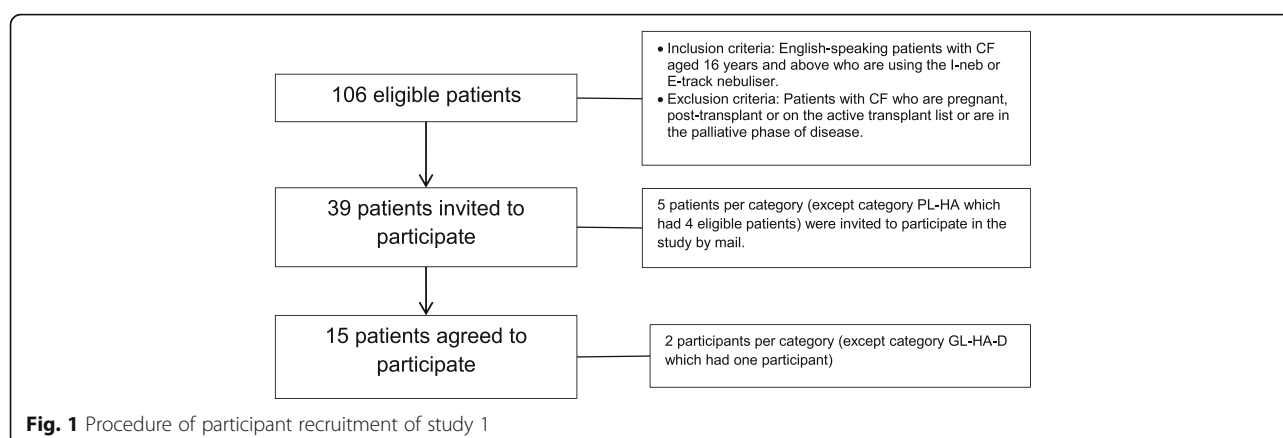 106 eligible patients
• Inclusion criteria: English-speaking patients with CF
aged 16 years and above who are using the I-neb or
E-track nebuliser.
• Exclusion criteria: Patients with CF who are pregnant,
post-transplant or on the active transplant list or are in
the palliative phase of disease.
39 patients invited to
participate
5 patients per category (except category PL-HA which
had 4 eligible patients) were invited to participate in the
study by mail.
15 patients agreed to
participate
2 participants per category (except category GL-HA-D
which had one participant)
Fig. 1 Procedure of participant recruitment of study 1